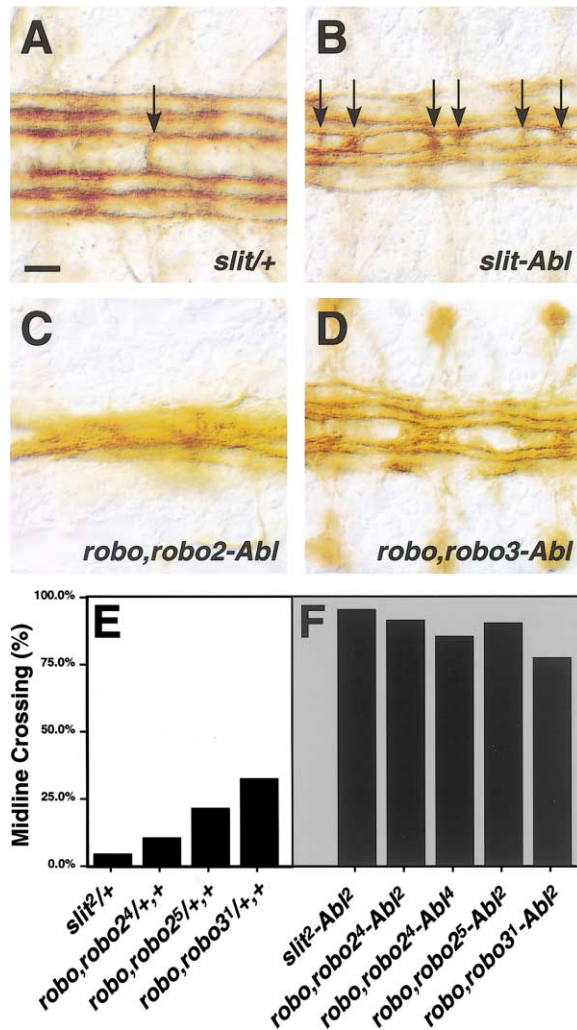 A
B
slit/+
slit-Abl
C
D
robo,robo2-Abl
robo,robo3-Abl
Midline Crossing (%)
100.0%
75.0%
50.0%
25.0%
0.0%
E
F
slit²/+
robo,robo2⁴/+,+
robo,robo2⁵/+,+
robo,robo3¹/+,+
slit²-Abl²
robo,robo2⁴-Abl²
robo,robo2⁴-Abl⁴
robo,robo2⁵-Abl²
robo,robo3¹-Abl²